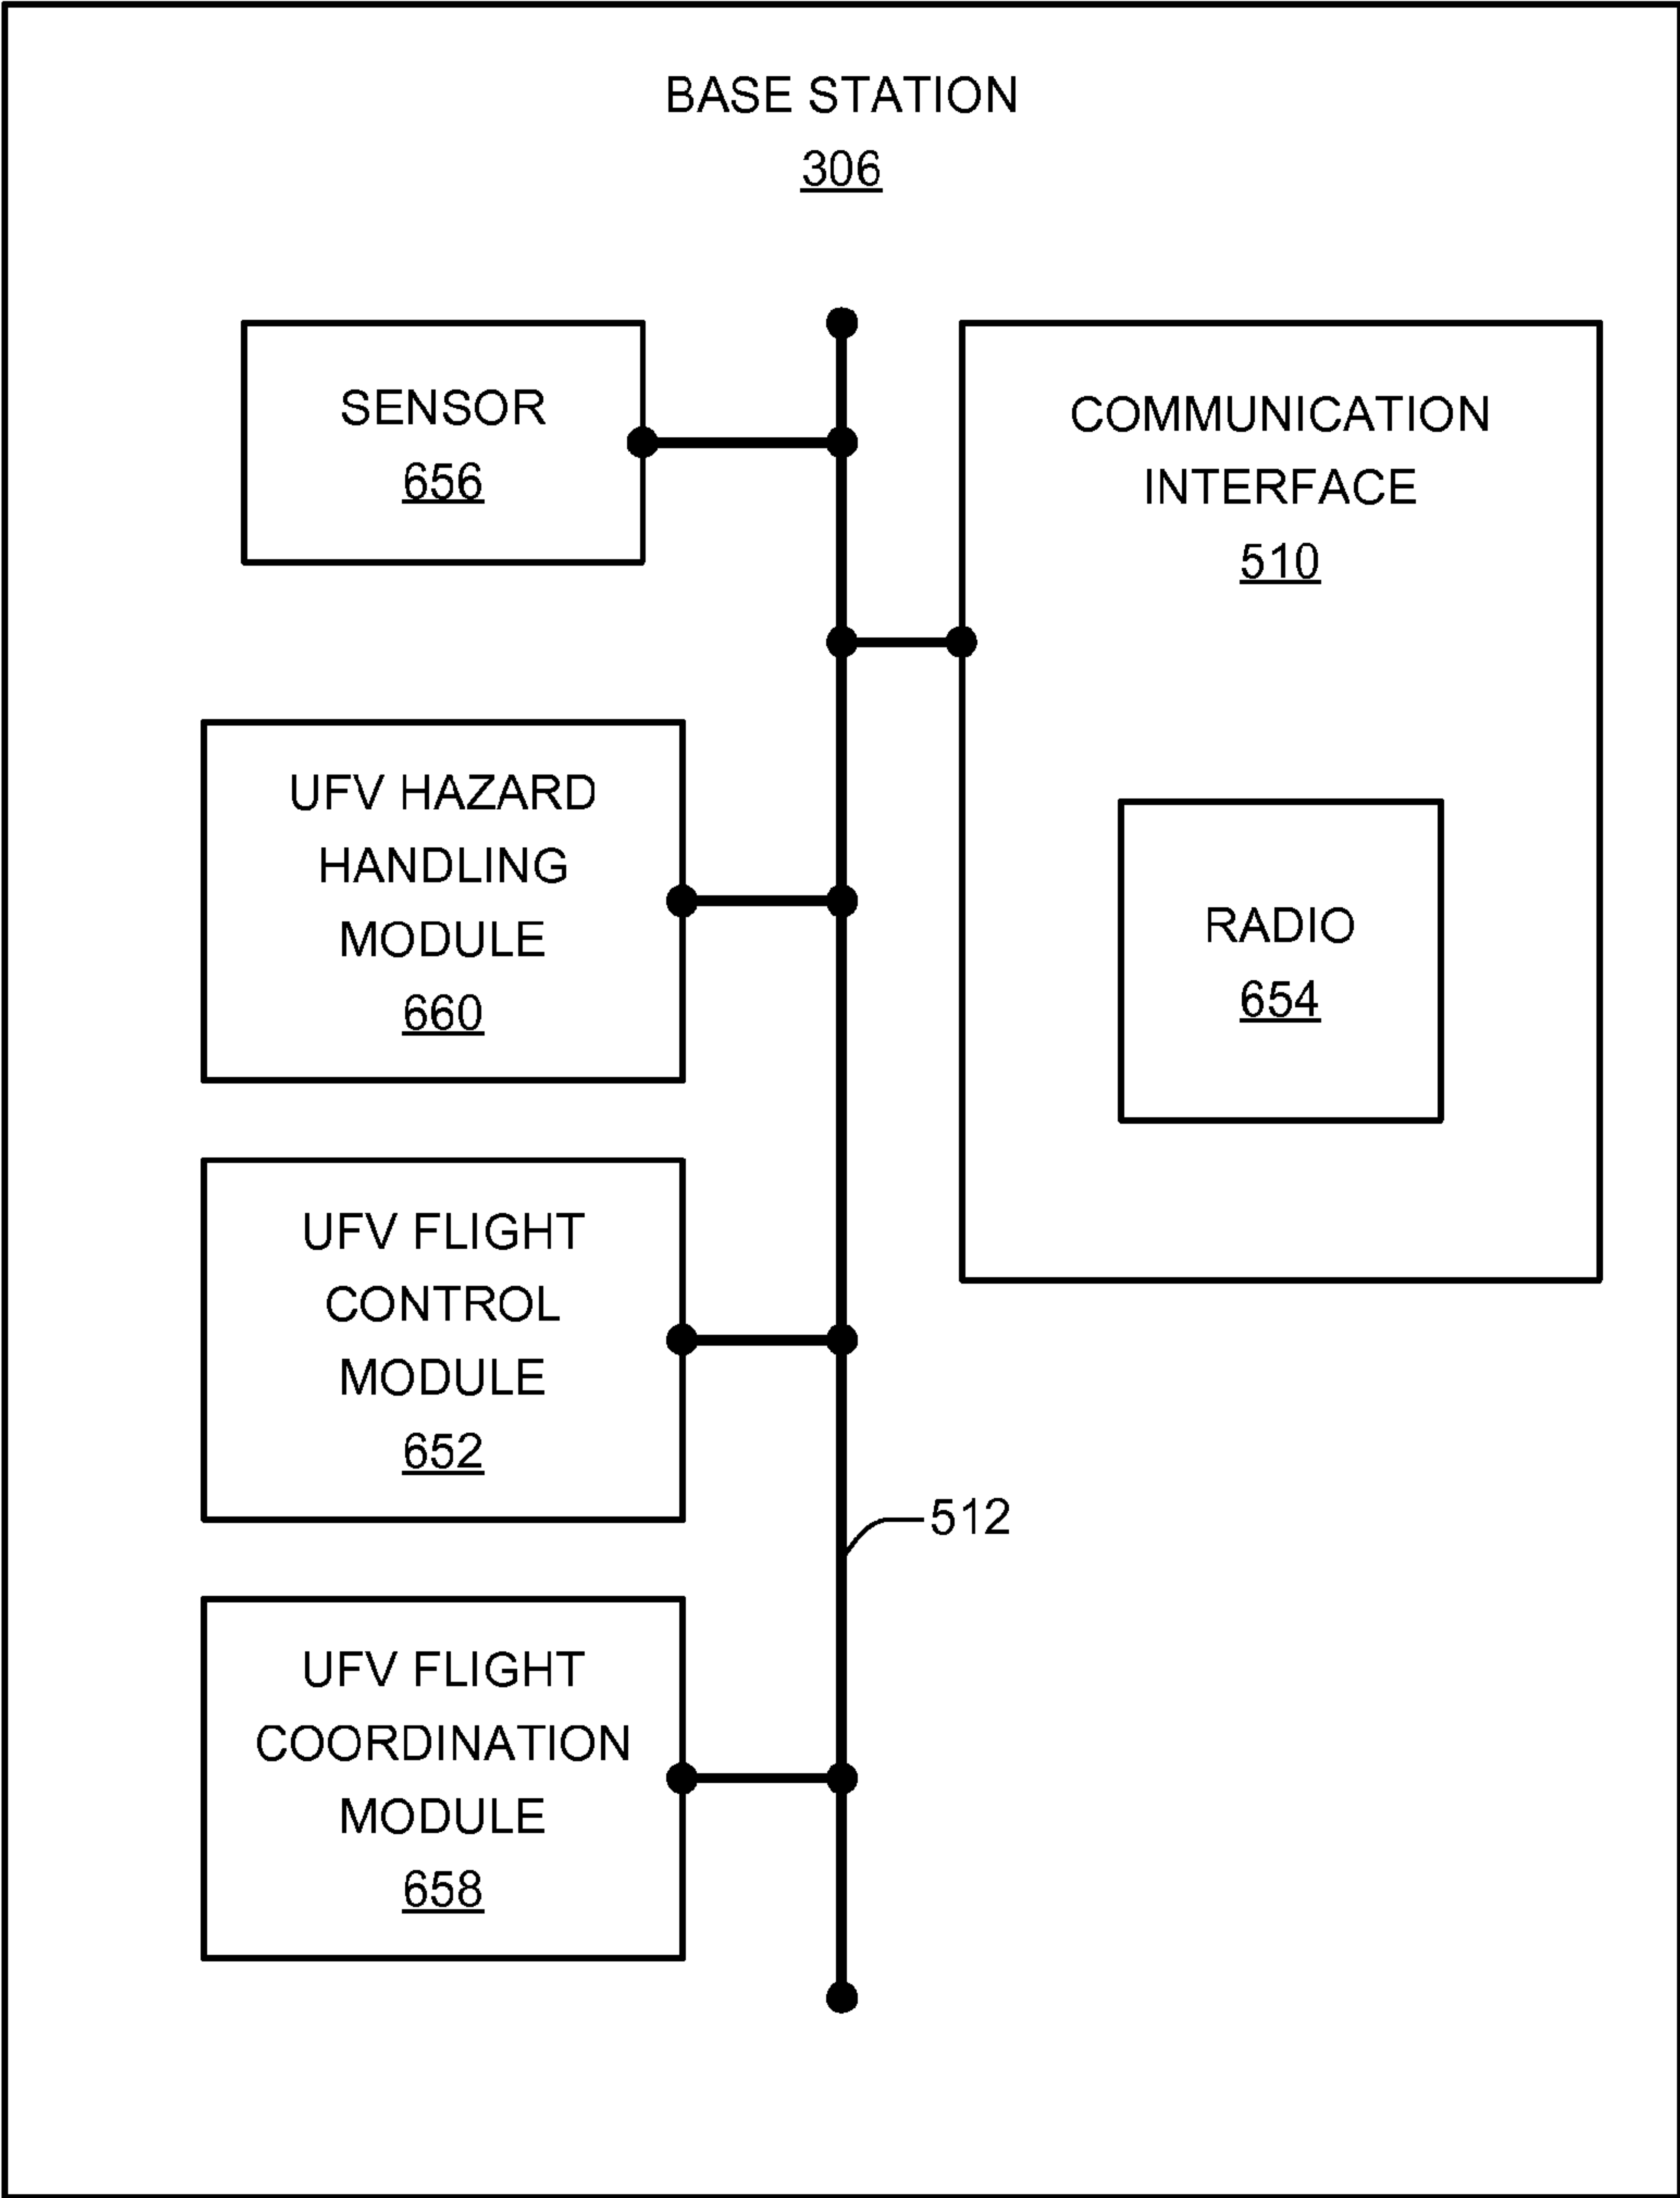 BASE STATION
306
SENSOR
656
COMMUNICATION
INTERFACE
510
UFV HAZARD
HANDLING
MODULE
660
RADIO
654
UFV FLIGHT
CONTROL
MODULE
652
512
UFV FLIGHT
COORDINATION
MODULE
658